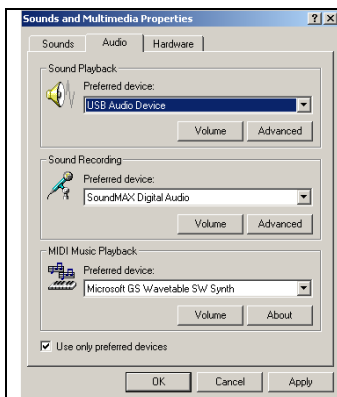 Sounds and Multimedia Properties
Sounds Audio Hardware
Sound Playback
Preferred device:
USB Audio Device
Volume Advanced
Sound Recording
Preferred device:
SoundMAX Digital Audio
Volume Advanced
MIDI Music Playback
Preferred device:
Microsoft GS Wavetable SW Synth
Volume About
Use only preferred devices
OK Cancel Apply